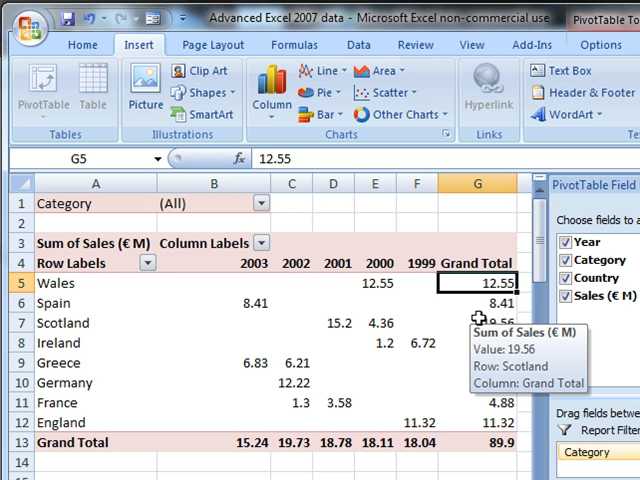 Advanced Excel 2007 data - Microsoft Excel non-commercial use
PivotTable To
Home Insert Page Layout Formulas Data Review View Add-Ins Options
PivotTable
Table
Tables
Picture
Clip Art
Shapes
SmartArt
Illustrations
Column
Line
Pie
Bar
Area
Scatter
Other Charts
Charts
Hyperlink
Links
Text Box
Header & Footer
WordArt
Text
G5 fx 12.55
A B C D E F G
1 Category (All)
2
3 Sum of Sales (€ M) Column Labels
4 Row Labels 2003 2002 2001 2000 1999 Grand Total
5 Wales 12.55 12.55
6 Spain 8.41 8.41
7 Scotland 15.2 4.36 19.56
8 Ireland 1.2 6.72
9 Greece 6.83 6.21
10 Germany 12.22
11 France 1.3 3.58 4.88
12 England 11.32 11.32
13 Grand Total 15.24 19.73 18.78 18.11 18.04 89.9
14
Sum of Sales (€ M)
Value: 19.56
Row: Scotland
Column: Grand Total
PivotTable Field
Choose fields to a
Year
Category
Country
Sales (€ M)
Drag fields betwee
Report Filter
Category